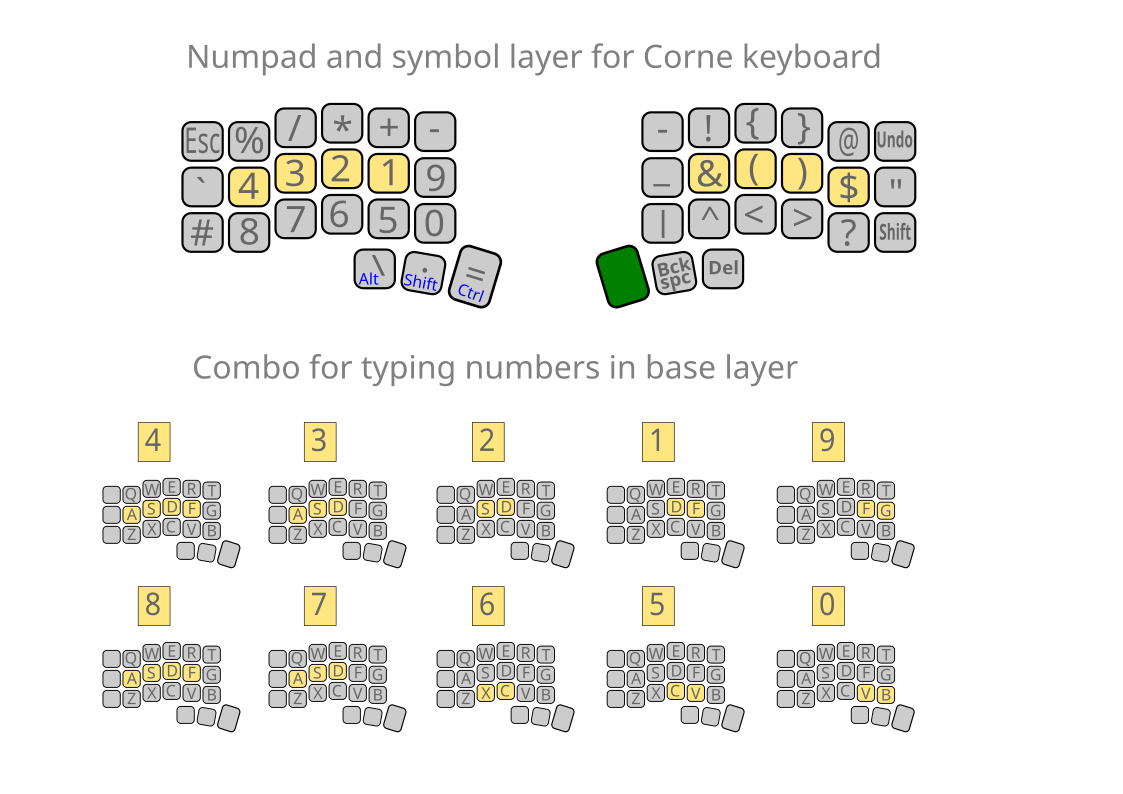 Numpad and symbol layer for Corne keyboard
Esc % / * + - - ! { } @ Undo
` 4 3 2 1 9 _ & ( ) $ "
# 8 7 6 5 0 | ^ < > ? Shift
\ . = Bck spc Del
Alt Shift Ctrl
Combo for typing numbers in base layer
4 3 2 1 9
Q W E R T Q W E R T Q W E R T Q W E R T Q W E R T
A S D F G A S D F G A S D F G A S D F G A S D F G
Z X C V B Z X C V B Z X C V B Z X C V B Z X C V B
8 7 6 5 0
Q W E R T Q W E R T Q W E R T Q W E R T Q W E R T
A S D F G A S D F G A S D F G A S D F G A S D F G
Z X C V B Z X C V B Z X C V B Z X C V B Z X C V B